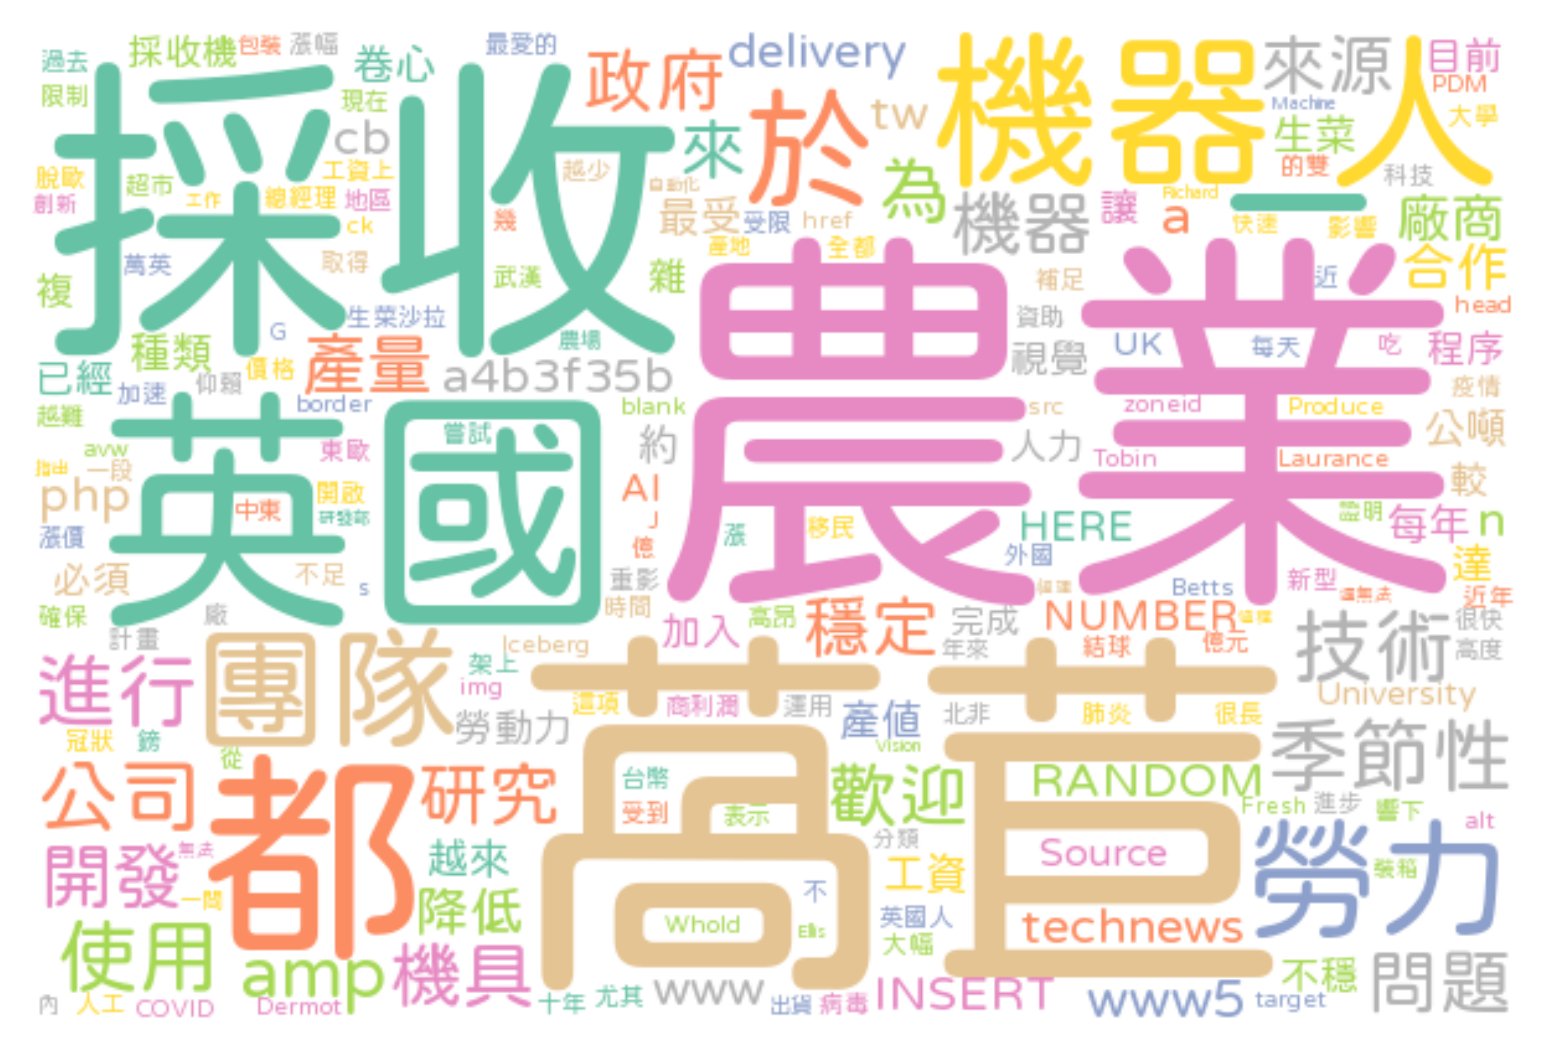 過去
採收機
包裝
漲幅
卷心
最愛的
政府
delivery
機器人
來源
目前
PDM
限制
現在
採收
cb
來
於
tw
Machine
生菜
大學
脫歐
超市
工作
工資上
總經理
地區
創新
ck
越少
自動化
為
最受
受限
href
機器
讓
a
Richard
一
的雙
科技
快速
影響
廠商
萬英
取得
幾
武漢
產地
全都
雜
補足
近
合作
複
G
生菜沙拉
農場
農業
資助
head
種類
產量
視覺
UK
每天
吃
程序
已經
加速
仰賴
價格
a4b3f35b
疫情
越難
border
blank
src
zoneid
Produce
公噸
英國
嘗試
avw
東歐
約
人力
Tobin
Laurance
指出
一段
php
中東
開啟
研發部
AI
J
較
漲價
億
漲
移民
HERE
證明
每年
n
外國
必須
不足
s
重影
Betts
新型
達
確保
廠
時間
高昂
穩定
完成
NUMBER
還無法
近年
計畫
加入
年來
結球
億元
技術
很快
高度
進行
團隊
Iceberg
架上
img
萵苣
University
勞動力
這項
商利潤
運用
產值
北非
肺炎
很長
季節性
冠狀
鎊
從
Vision
公司
都
研究
台幣
受到
表示
歡迎
RANDOM
Fresh
進步
響下
alt
開發
無法
越來
分類
Source
勞力
一間
降低
工資
裝箱
使用
不
Whold
Ellis
英國人
大幅
technews
amp
機具
不穩
問題
內
人工
COVID
Dermot
十年
尤其
www
出貨
病毒
INSERT
www5
target